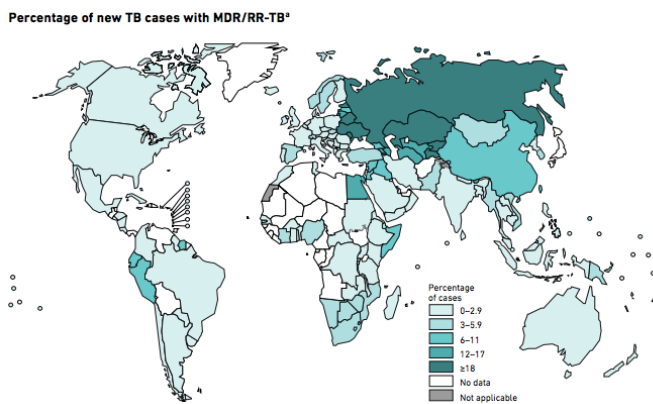 Percentage of new TB cases with MDR/RR-TBª
Percentage
of cases
0–2.9
3–5.9
6–11
12–17
≥18
No data
Not applicable